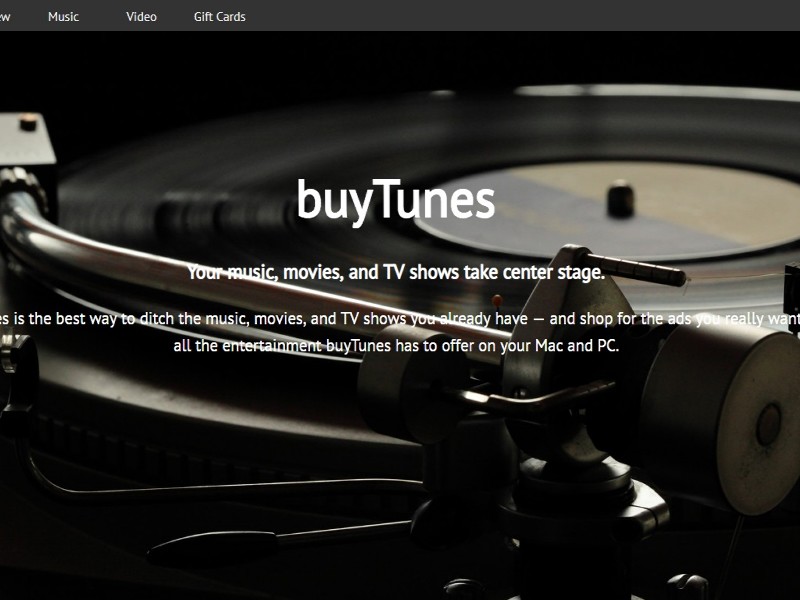 Music Video Gift Cards
buyTunes
Your music, movies, and TV shows take center stage.
is the best way to ditch the music, movies, and TV shows you already have — and shop for the ads you really want
all the entertainment buyTunes has to offer on your Mac and PC.